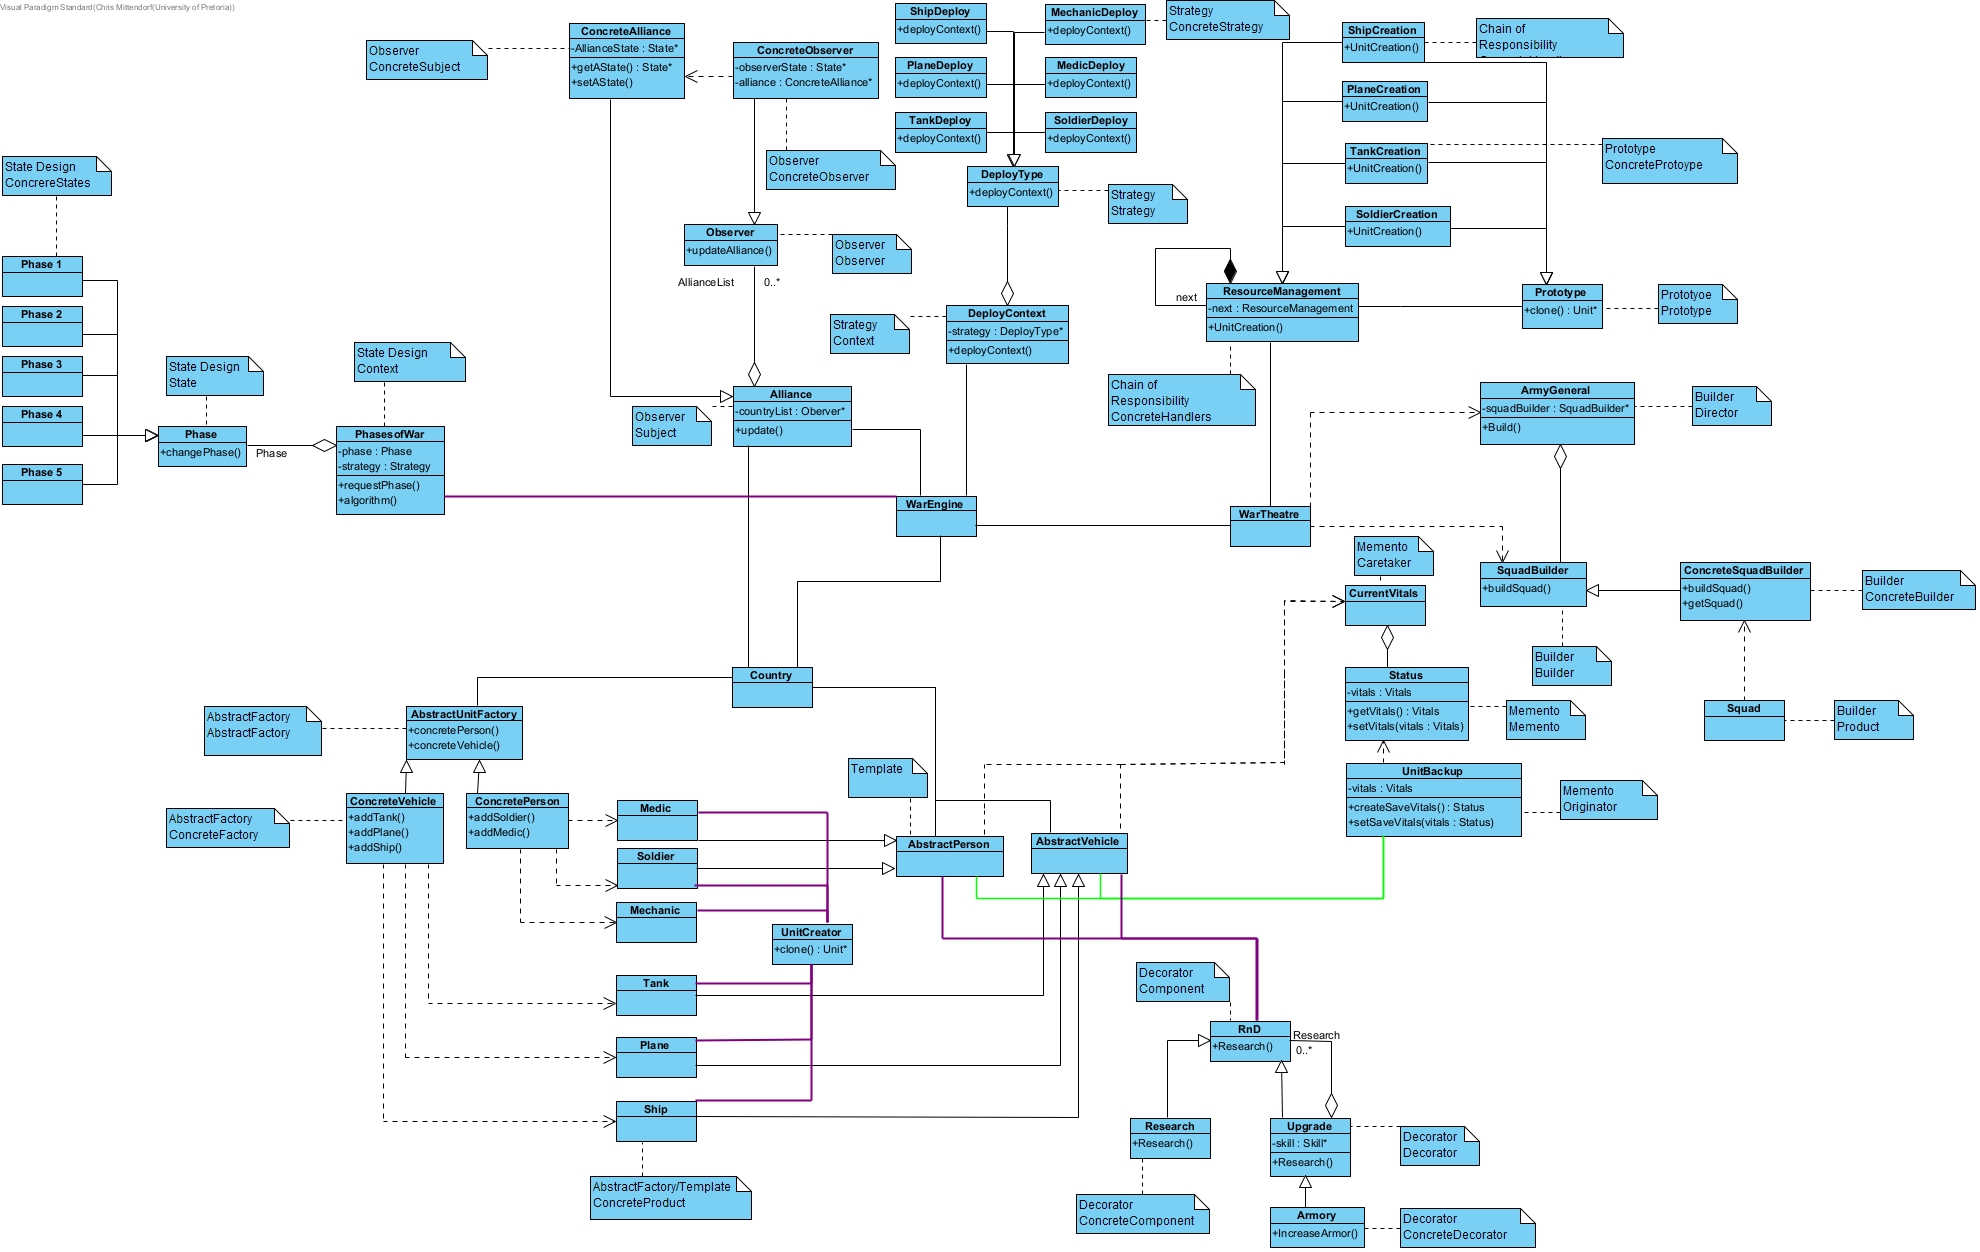 Visual Paradigm Standard(Chris Mittendorf(University of Pretoria))
Observer
ConcreteSubject
ConcreteAlliance
-AllianceState : State*
+getAState() : State*
+setAState()
ConcreteObserver
-observerState : State*
-alliance : ConcreteAlliance*
Observer
ConcreteObserver
ShipDeploy
+deployContext()
MechanicDeploy
+deployContext()
PlaneDeploy
+deployContext()
MedicDeploy
+deployContext()
TankDeploy
+deployContext()
SoldierDeploy
+deployContext()
Strategy
ConcreteStrategy
DeployType
+deployContext()
Strategy
Strategy
ShipCreation
+UnitCreation()
Chain of
Responsibility
PlaneCreation
+UnitCreation()
TankCreation
+UnitCreation()
Prototype
ConcreteProtoype
SoldierCreation
+UnitCreation()
State Design
ConcrereStates
Phase 1
Phase 2
Phase 3
Phase 4
Phase 5
State Design
State
Phase
+changePhase()
Phase
State Design
Context
PhasesofWar
-phase : Phase
-strategy : Strategy
+requestPhase()
+algorithm()
Observer
+updateAlliance()
Observer
Observer
AllianceList
0..*
Strategy
Context
DeployContext
-strategy : DeployType*
+deployContext()
Observer
Subject
Alliance
-countryList : Oberver*
+update()
next
ResourceManagement
-next : ResourceManagement
+UnitCreation()
Chain of
Responsibility
ConcreteHandlers
Prototype
+clone() : Unit*
Prototyoe
Prototype
ArmyGeneral
-squadBuilder : SquadBuilder*
+Build()
Builder
Director
WarEngine
WarTheatre
Memento
Caretaker
CurrentVitals
SquadBuilder
+buildSquad()
Builder
Builder
ConcreteSquadBuilder
+buildSquad()
+getSquad()
Builder
ConcreteBuilder
Squad
Builder
Product
Status
-vitals : Vitals
+getVitals() : Vitals
+setVitals(vitals : Vitals)
Memento
Memento
UnitBackup
-vitals : Vitals
+createSaveVitals() : Status
+setSaveVitals(vitals : Status)
Memento
Originator
Country
AbstractFactory
AbstractFactory
AbstractUnitFactory
+concretePerson()
+concreteVehicle()
AbstractFactory
ConcreteFactory
ConcreteVehicle
+addTank()
+addPlane()
+addShip()
ConcretePerson
+addSoldier()
+addMedic()
Medic
Soldier
Mechanic
Template
AbstractPerson
AbstractVehicle
UnitCreator
+clone() : Unit*
Tank
Plane
Ship
AbstractFactory/Template
ConcreteProduct
Decorator
Component
RnD
+Research()
Research
0..*
Research
+Research()
Decorator
ConcreteComponent
Upgrade
-skill : Skill*
+Research()
Decorator
Decorator
Armory
+IncreaseArmor()
Decorator
ConcreteDecorator